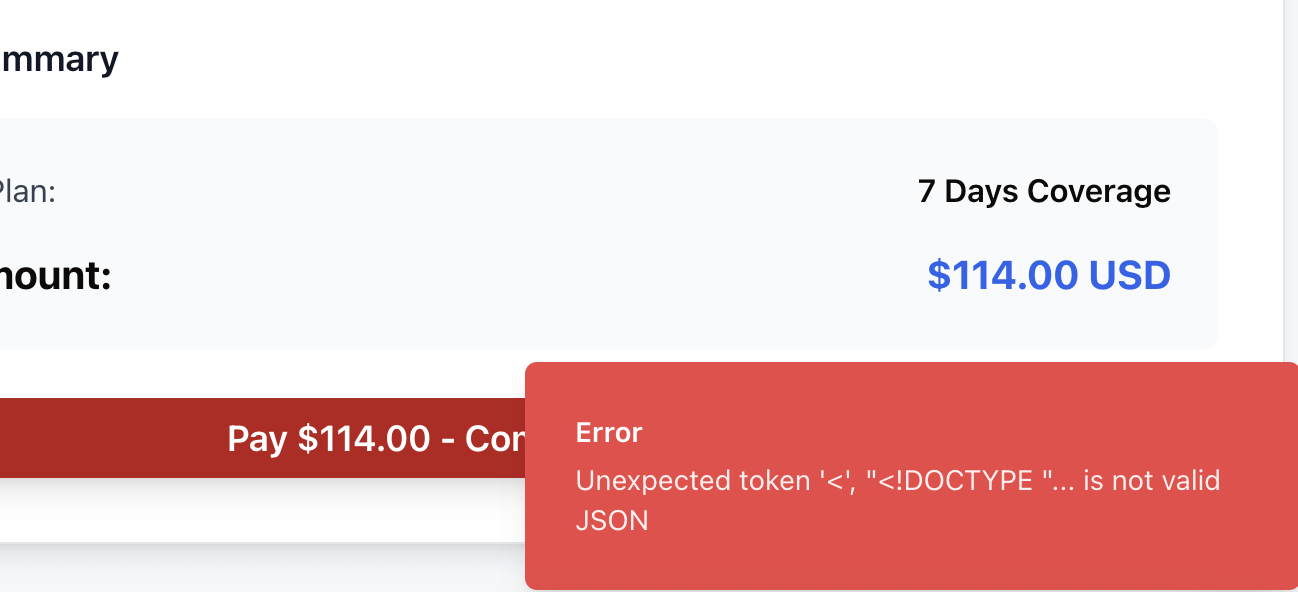 mmary
Plan: 7 Days Coverage
nount: $114.00 USD
Pay $114.00 - Con
Error
Unexpected token '<', "<!DOCTYPE "... is not valid
JSON